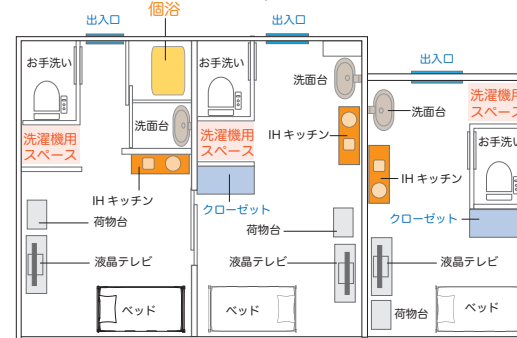 個浴
出入口
出入口
出入口
お手洗い
お手洗い
洗面台
洗面台
洗面台
洗濯機用
スペース
洗濯機用
スペース
洗濯機用
スペース
お手洗い
IH キッチン
IH キッチン
IH キッチン
クローゼット
クローゼット
荷物台
荷物台
液晶テレビ
液晶テレビ
液晶テレビ
荷物台
ベッド
ベッド
ベッド